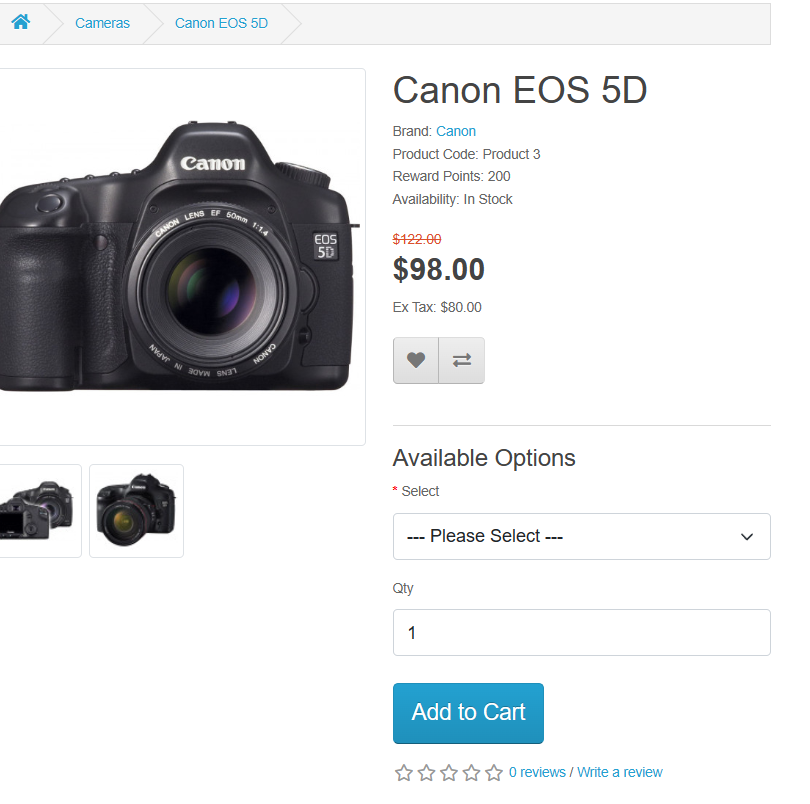 Cameras
Canon EOS 5D
Canon
CANON LENS EF 50mm 1:1.4
EOS
5D
CANON LENS MADE IN JAPAN
Canon EOS 5D
Brand: Canon
Product Code: Product 3
Reward Points: 200
Availability: In Stock
$122.00
$98.00
Ex Tax: $80.00
Available Options
* Select
--- Please Select ---
Qty
1
Add to Cart
0 reviews / Write a review